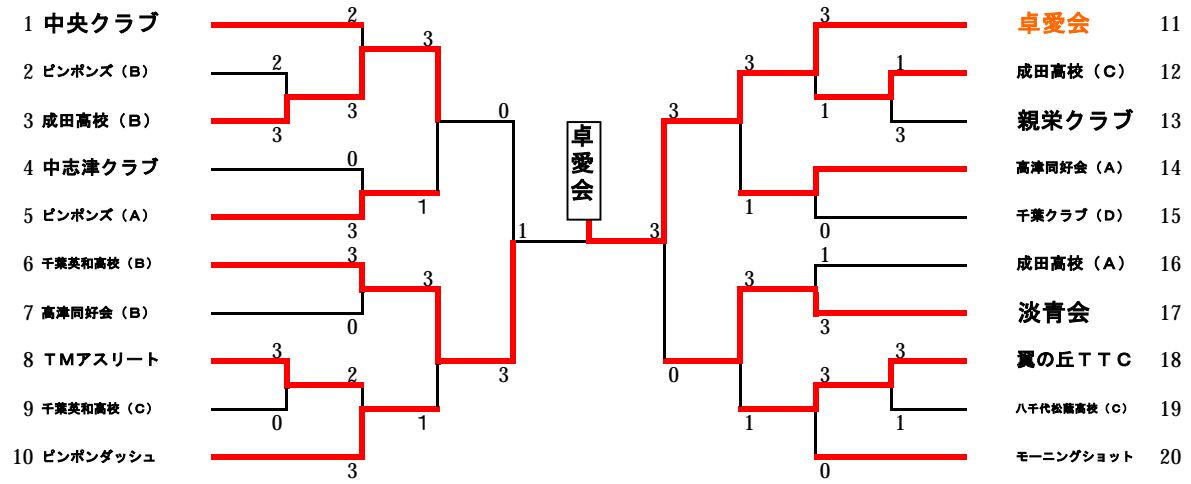 1 中央クラブ
2 ピンポンズ（B）
3 成田高校（B）
4 中志津クラブ
5 ピンポンズ（A）
6 千葉英和高校（B）
7 高津同好会（B）
8 TMアスリート
9 千葉英和高校（C）
10 ピンポンダッシュ
2
2
3
3
3
0
3
1
3
0
3
3
0
2
1
3
0
3
1
卓愛会
3
3
3
3
1
1
3
1
0
1
3
3
0
3
1
3
1
0
卓愛会 11
成田高校（C） 12
親栄クラブ 13
高津同好会（A） 14
千葉クラブ（D） 15
成田高校（A） 16
淡青会 17
翼の丘TTC 18
八千代松蔭高校（C） 19
モーニングショット 20